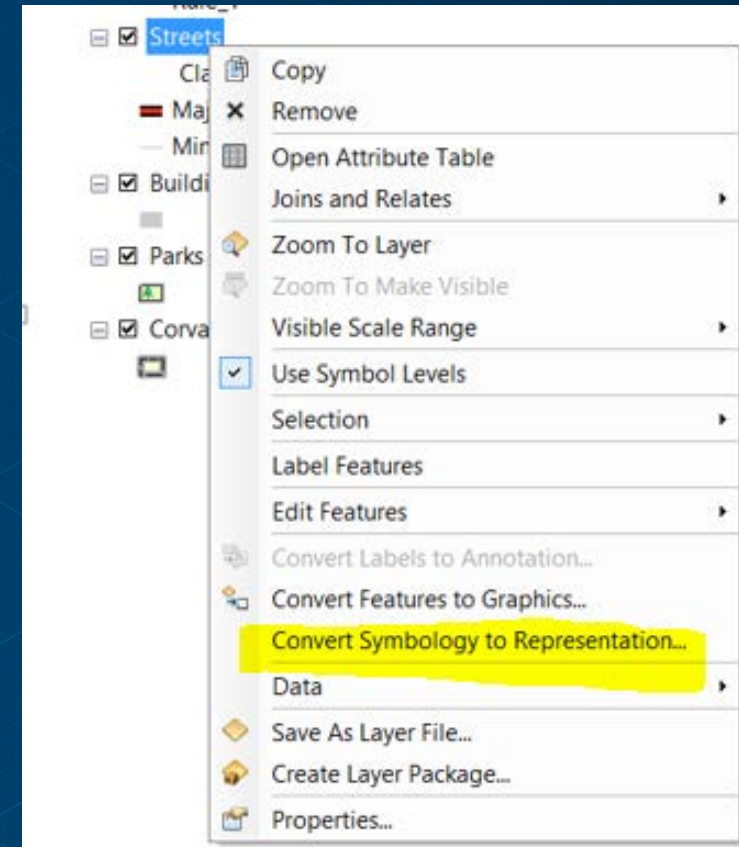 Streets
Cla
Maj
Min
Buildi
Parks
Corva
Copy
Remove
Open Attribute Table
Joins and Relates
Zoom To Layer
Zoom To Make Visible
Visible Scale Range
Use Symbol Levels
Selection
Label Features
Edit Features
Convert Labels to Annotation...
Convert Features to Graphics...
Convert Symbology to Representation...
Data
Save As Layer File...
Create Layer Package...
Properties...